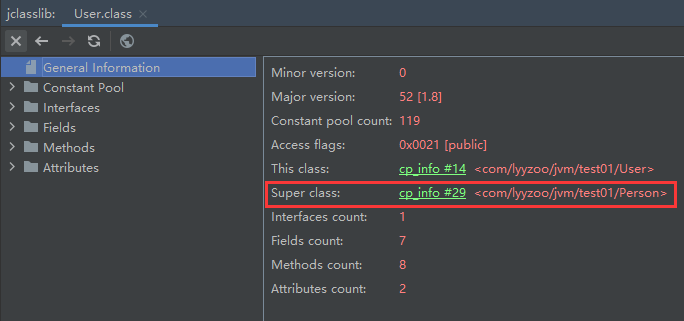 jclasslib: User.class
General Information
Constant Pool
Interfaces
Fields
Methods
Attributes
Minor version: 0
Major version: 52 [1.8]
Constant pool count: 119
Access flags: 0x0021 [public]
This class: cp_info #14 <com/lyyzoo/jvm/test01/User>
Super class: cp_info #29 <com/lyyzoo/jvm/test01/Person>
Interfaces count: 1
Fields count: 7
Methods count: 8
Attributes count: 2